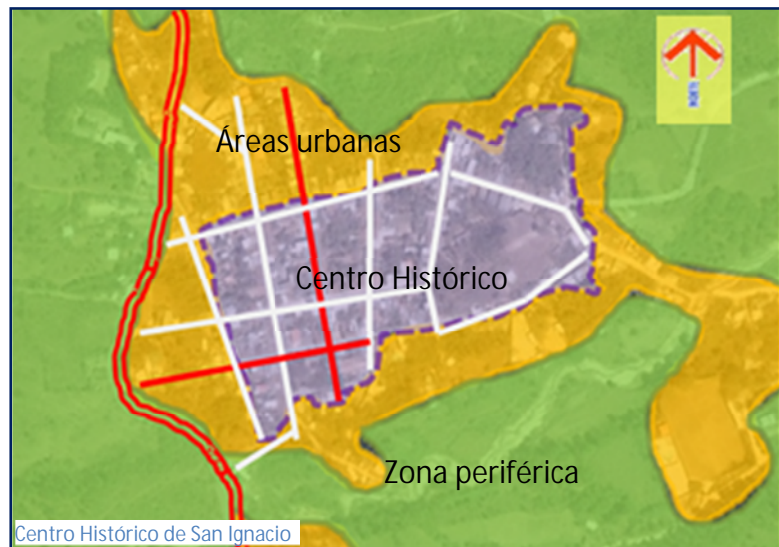 Áreas urbanas
Centro Histórico
Zona periférica
Centro Histórico de San Ignacio